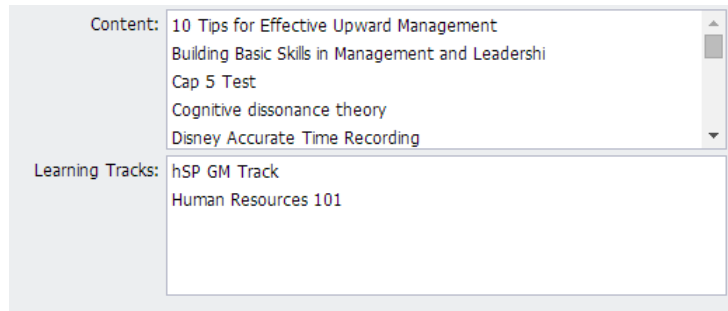 Content: 10 Tips for Effective Upward Management
Building Basic Skills in Management and Leadershi
Cap 5 Test
Cognitive dissonance theory
Disney Accurate Time Recording
Learning Tracks: hSP GM Track
Human Resources 101